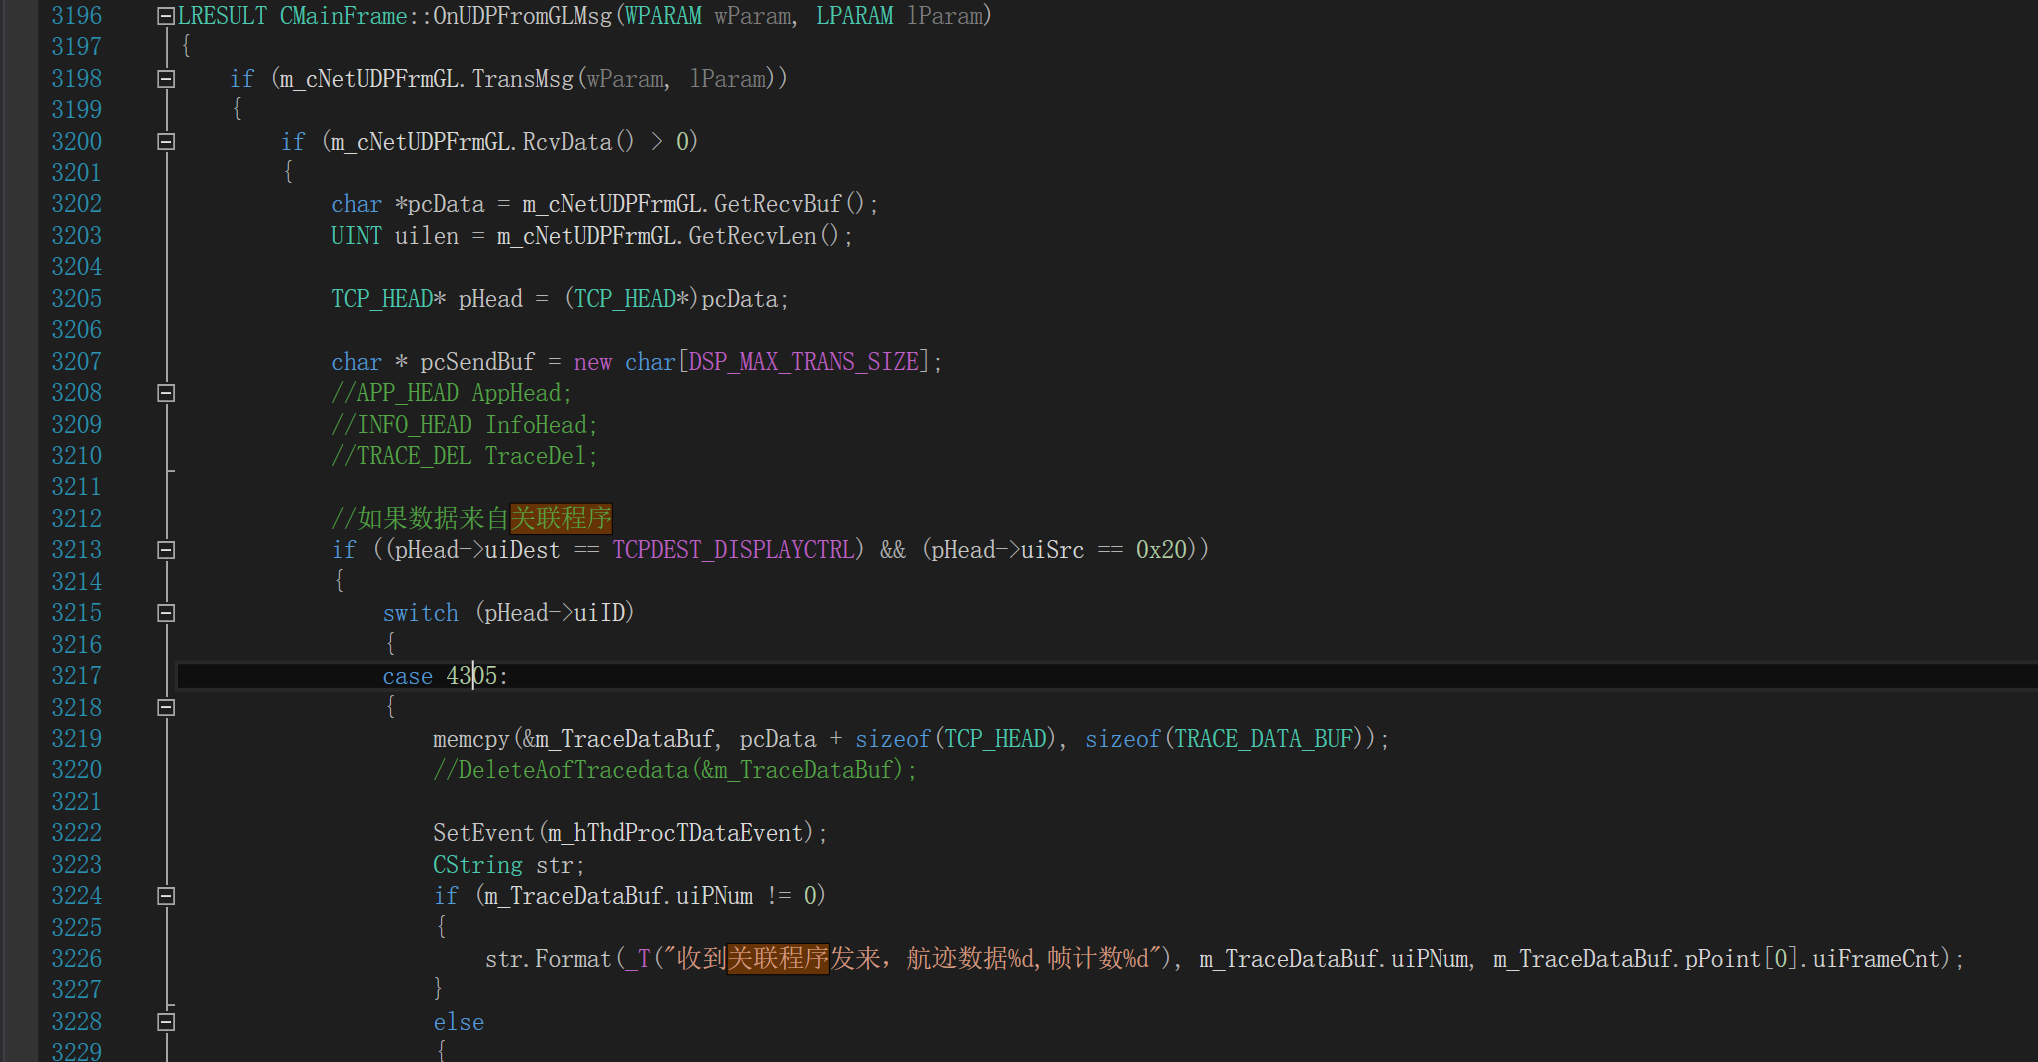 3196 LRESULT CMainFrame::OnUDPFromGLMsg(WPARAM wParam, LPARAM lParam)
3197 {
3198 if (m_cNetUDPFrmGL.TransMsg(wParam, lParam))
3199 {
3200 if (m_cNetUDPFrmGL.RcvData() > 0)
3201 {
3202 char *pcData = m_cNetUDPFrmGL.GetRecvBuf();
3203 UINT uilen = m_cNetUDPFrmGL.GetRecvLen();
3204
3205 TCP_HEAD* pHead = (TCP_HEAD*)pcData;
3206
3207 char * pcSendBuf = new char[DSP_MAX_TRANS_SIZE];
3208 //APP_HEAD AppHead;
3209 //INFO_HEAD InfoHead;
3210 //TRACE_DEL TraceDel;
3211
3212 //如果数据来自关联程序
3213 if ((pHead->uiDest == TCPDEST_DISPLAYCTRL) && (pHead->uiSrc == 0x20))
3214 {
3215 switch (pHead->uiID)
3216 {
3217 case 4305:
3218 {
3219 memcpy(&m_TraceDataBuf, pcData + sizeof(TCP_HEAD), sizeof(TRACE_DATA_BUF));
3220 //DeleteAofTracedata(&m_TraceDataBuf);
3221
3222 SetEvent(m_hThdProcTDataEvent);
3223 CString str;
3224 if (m_TraceDataBuf.uiPNum != 0)
3225 {
3226 str.Format(_T("收到关联程序发来，航迹数据%d,帧计数%d"), m_TraceDataBuf.uiPNum, m_TraceDataBuf.pPoint[0].uiFrameCnt);
3227 }
3228 else
3229 {